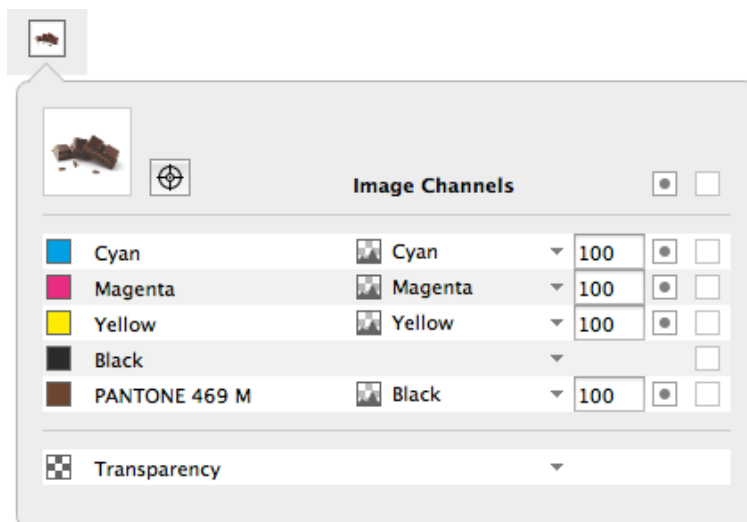 Image Channels
Cyan Cyan 100
Magenta Magenta 100
Yellow Yellow 100
Black
PANTONE 469 M Black 100
Transparency